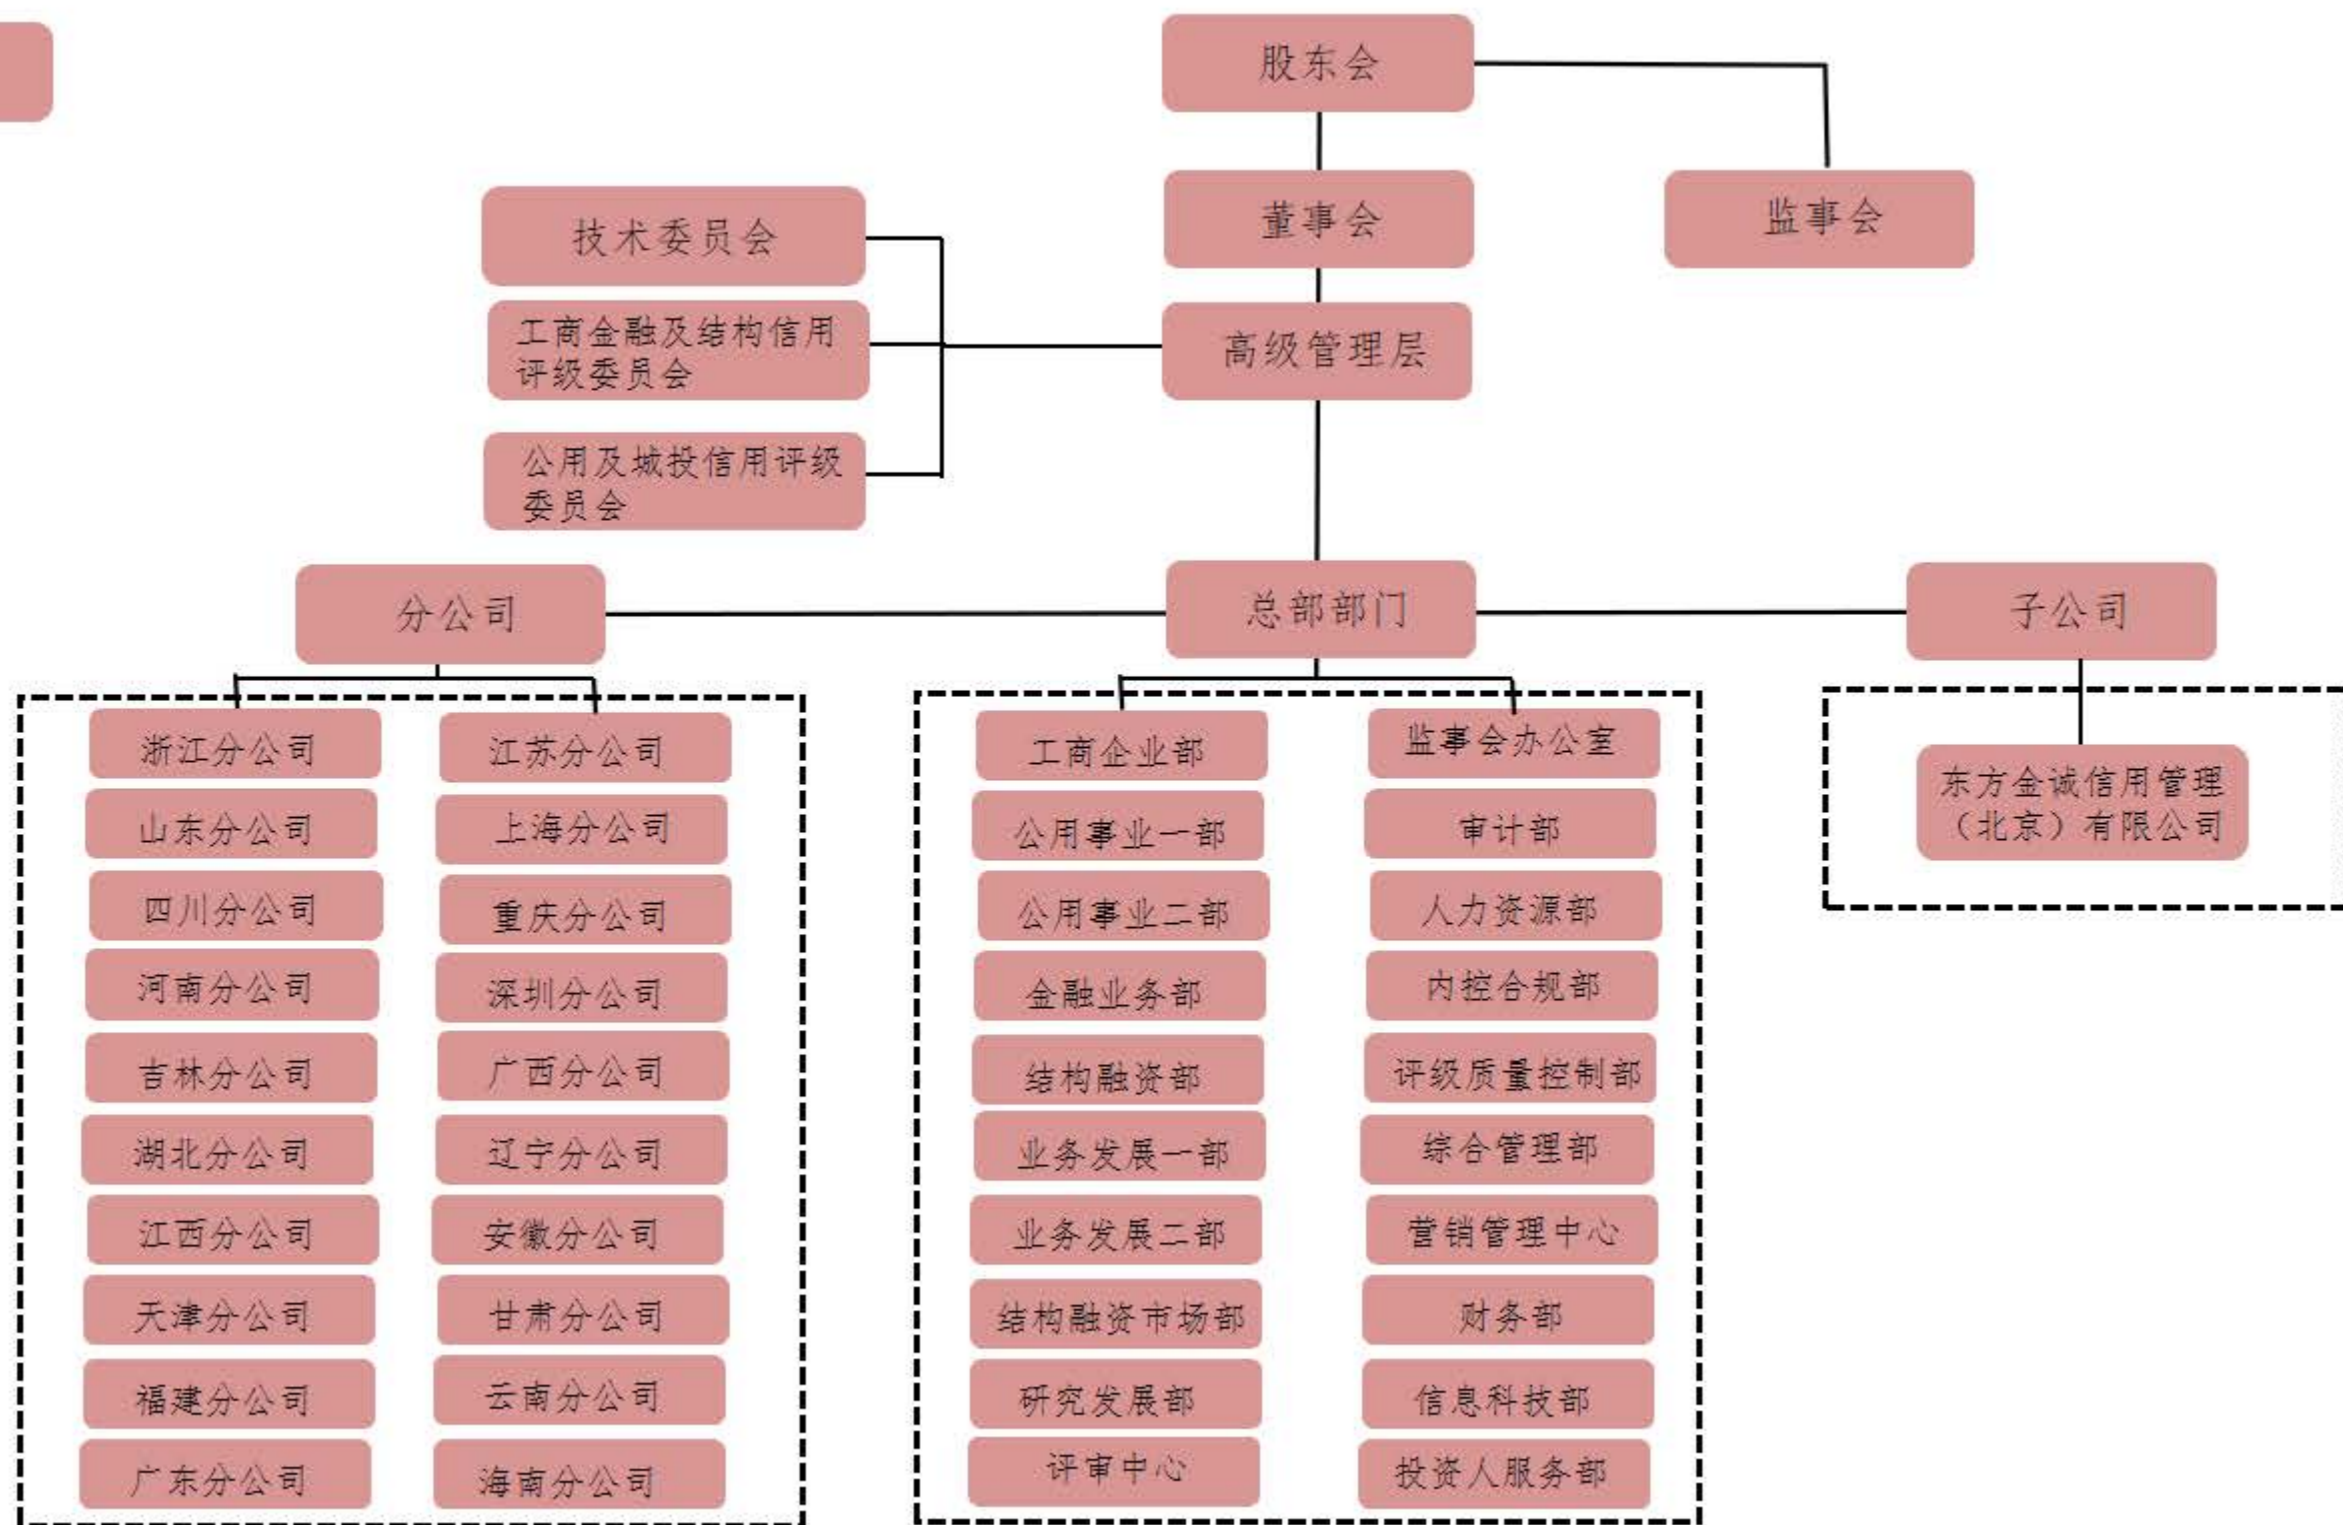 股东会
董事会
监事会
技术委员会
工商金融及结构信用
评级委员会
高级管理层
公用及城投信用评级
委员会
分公司
总部部门
子公司
浙江分公司
江苏分公司
山东分公司
上海分公司
四川分公司
重庆分公司
河南分公司
深圳分公司
吉林分公司
广西分公司
湖北分公司
辽宁分公司
江西分公司
安徽分公司
天津分公司
甘肃分公司
福建分公司
云南分公司
广东分公司
海南分公司
工商企业部
监事会办公室
公用事业一部
审计部
公用事业二部
人力资源部
金融业务部
内控合规部
结构融资部
评级质量控制部
业务发展一部
综合管理部
业务发展二部
营销管理中心
结构融资市场部
财务部
研究发展部
信息科技部
评审中心
投资人服务部
东方金诚信用管理
（北京）有限公司